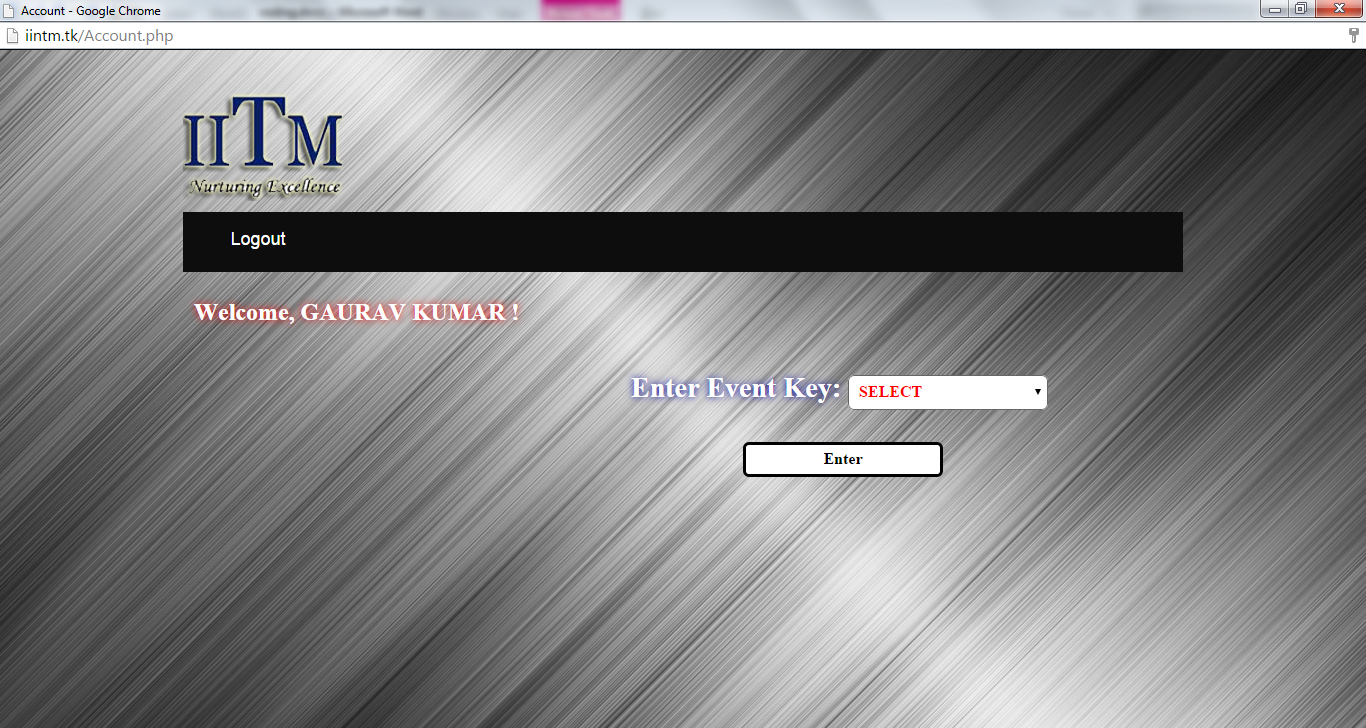 Account - Google Chrome
iintm.tk/Account.php
IITM
Nurturing Excellence
Logout
Welcome, GAURAV KUMAR !
Enter Event Key: SELECT
Enter